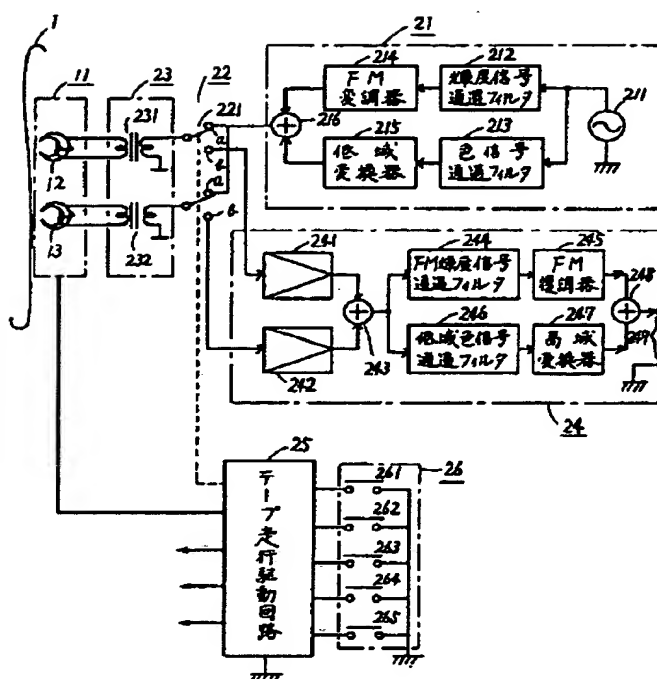 1
11
23
22
21
214
FM
変調器
212
輝度信号
通過フィルタ
211
231
221
a
b
216
215
低域
変換器
213
色信号
通過フィルタ
12
a
b
13
232
241
242
243
244
FM輝度信号
通過フィルタ
245
FM
復調器
248
246
低域色信号
通過フィルタ
247
高域
変換器
249
24
25
テープ走行駆動回路
26
261
262
263
264
265